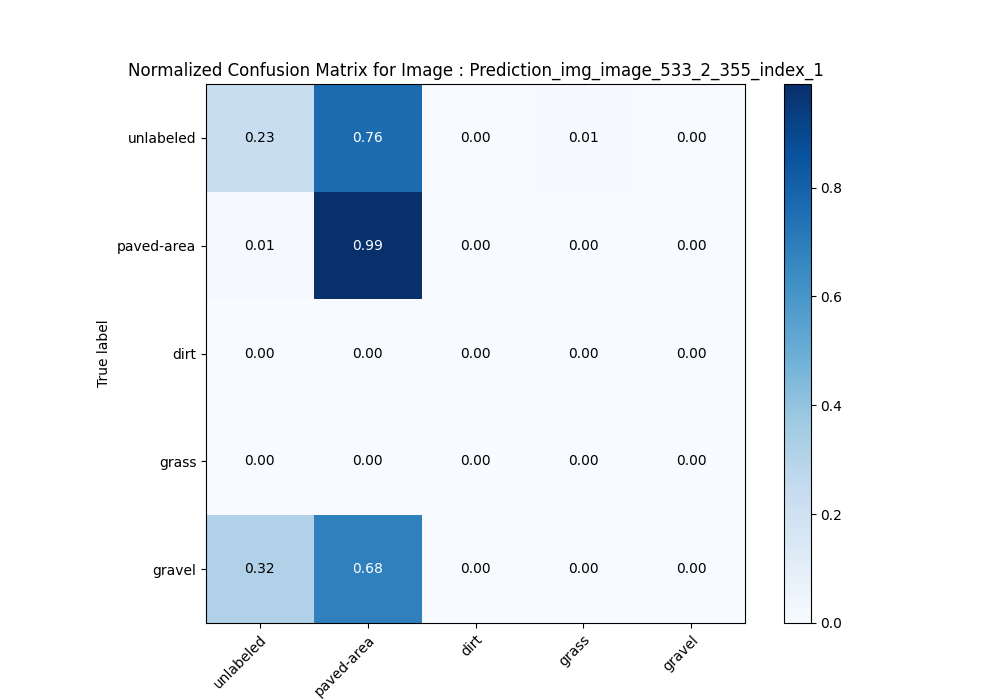 Normalized Confusion Matrix for Image : Prediction_img_image_533_2_355_index_1
unlabeled 0.23 0.76 0.00 0.01 0.00
paved-area 0.01 0.99 0.00 0.00 0.00
dirt 0.00 0.00 0.00 0.00 0.00
grass 0.00 0.00 0.00 0.00 0.00
gravel 0.32 0.68 0.00 0.00 0.00
True label
unlabeled paved-area dirt grass gravel
0.8
0.6
0.4
0.2
0.0